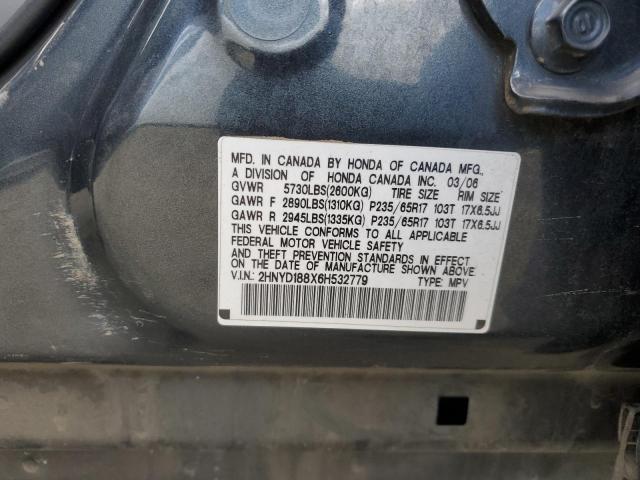 MFD. IN CANADA BY HONDA OF CANADA MFG.,
A DIVISION OF HONDA CANADA INC. 03/06
GVWR 5730LBS(2600KG) TIRE SIZE RIM SIZE
GAWR F 2890LBS(1310KG) P235/65R17 103T 17X6.5JJ
GAWR R 2945LBS(1335KG) P235/65R17 103T 17X6.5JJ
THIS VEHICLE CONFORMS TO ALL APPLICABLE
FEDERAL MOTOR VEHICLE SAFETY
AND THEFT PREVENTION STANDARDS IN EFFECT
ON THE DATE OF MANUFACTURE SHOWN ABOVE.
V.I.N.: 2HNYD188X6H532779 TYPE: MPV